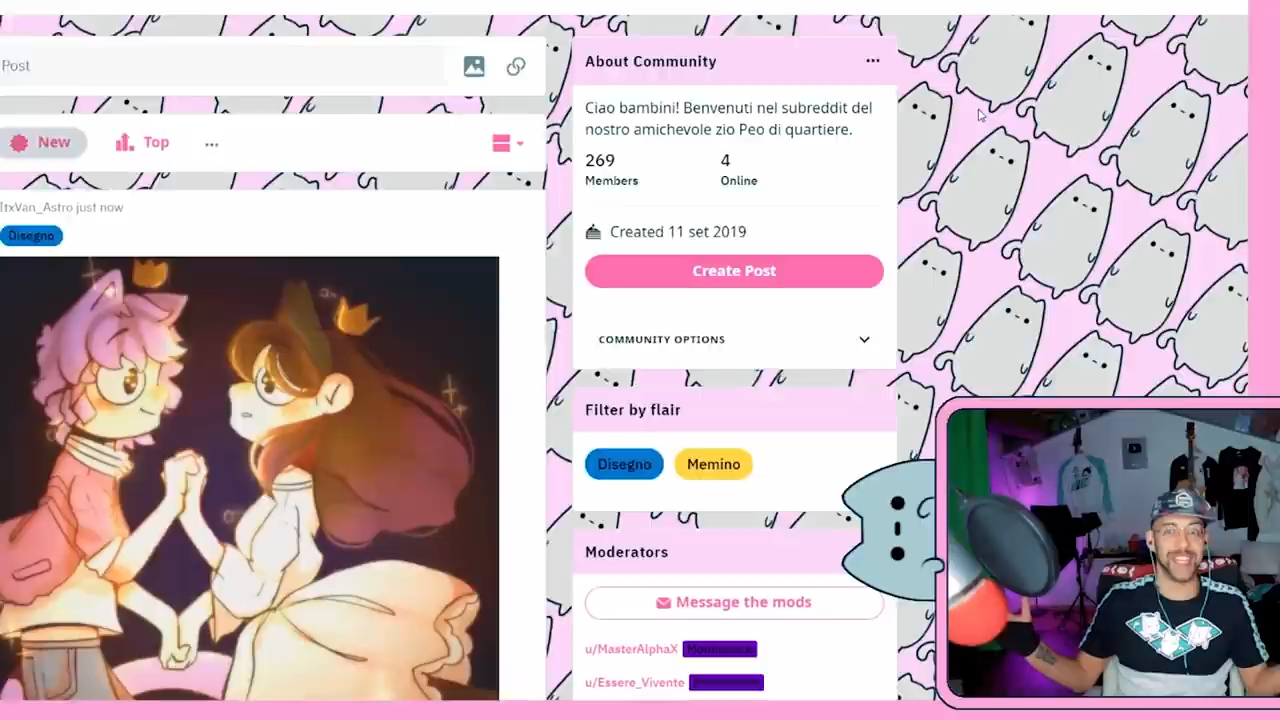 Post
New
Top
ItxVan_Astro just now
Disegno
About Community
Ciao bambini! Benvenuti nel subreddit del
nostro amichevole zio Peo di quartiere.
269
4
Members
Online
Created 11 set 2019
Create Post
COMMUNITY OPTIONS
Filter by flair
Disegno
Memino
Moderators
Message the mods
u/MasterAlphaX
u/Essere_Vivente